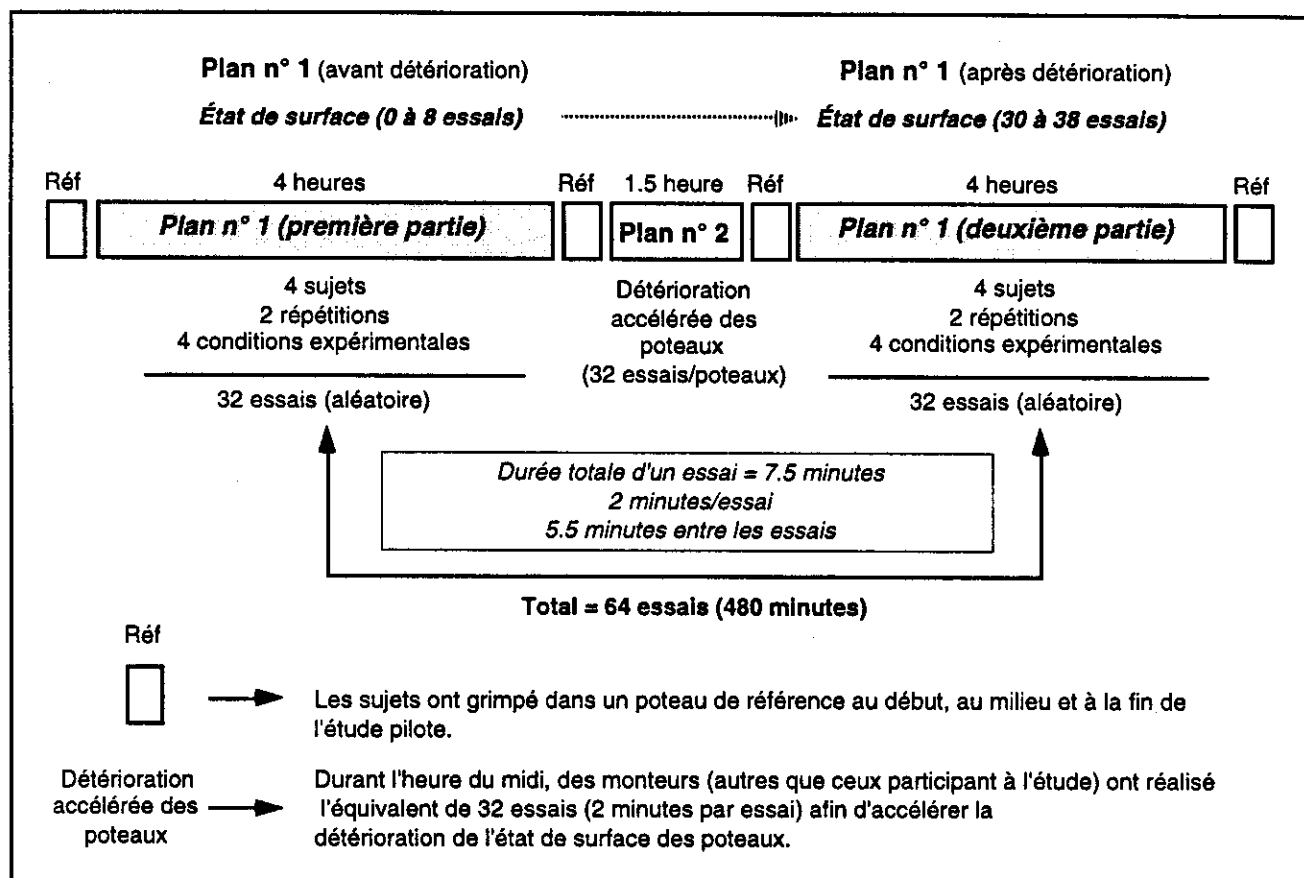 Plan n° 1 (avant détérioration) Plan n° 1 (après détérioration)
État de surface (0 à 8 essais) État de surface (30 à 38 essais)
Réf 4 heures Réf 1.5 heure Réf 4 heures Réf
Plan n° 1 (première partie) Plan n° 2 Plan n° 1 (deuxième partie)
4 sujets
2 répétitions
4 conditions expérimentales
32 essais (aléatoire)
Détérioration
accélérée des
poteaux
(32 essais/poteaux)
4 sujets
2 répétitions
4 conditions expérimentales
32 essais (aléatoire)
Durée totale d'un essai = 7.5 minutes
2 minutes/essai
5.5 minutes entre les essais
Total = 64 essais (480 minutes)
Réf
Les sujets ont grimpé dans un poteau de référence au début, au milieu et à la fin de
l'étude pilote.
Détérioration
accélérée des
poteaux
Durant l'heure du midi, des monteurs (autres que ceux participant à l'étude) ont réalisé
l'équivalent de 32 essais (2 minutes par essai) afin d'accélérer la
détérioration de l'état de surface des poteaux.